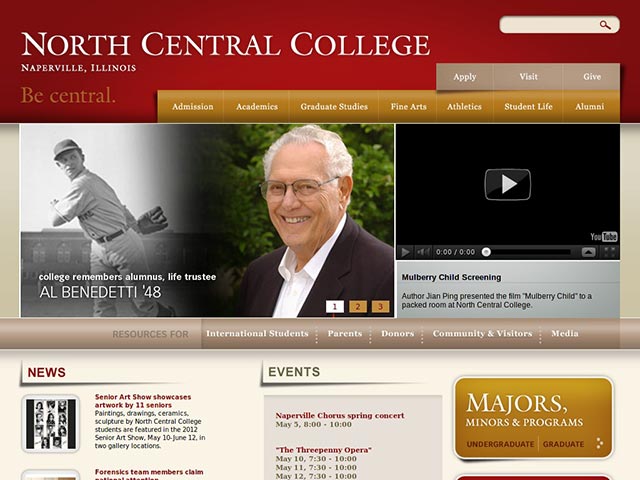 NORTH CENTRAL COLLEGE
NAPERVILLE, ILLINOIS
Be central.
Apply
Visit
Give
Admission
Academics
Graduate Studies
Fine Arts
Athletics
Student Life
Alumni
college remembers alumnus, life trustee
AL BENEDETTI '48
1 2 3
YouTube
0:00 / 0:00
Mulberry Child Screening
Author Jian Ping presented the film "Mulberry Child" to a
packed room at North Central College.
RESOURCES FOR
International Students
Parents
Donors
Community & Visitors
Media
NEWS
Senior Art Show showcases
artwork by 11 seniors
Paintings, drawings, ceramics,
sculpture by North Central College
students are featured in the 2012
Senior Art Show, May 10-June 12, in
two gallery locations.
Forensics team members claim
national attention
EVENTS
Naperville Chorus spring concert
May 5, 8:00 - 10:00
"The Threepenny Opera"
May 10, 7:30 - 10:00
May 11, 7:30 - 10:00
May 12, 7:30 - 10:00
MAJORS,
MINORS & PROGRAMS
UNDERGRADUATE
GRADUATE